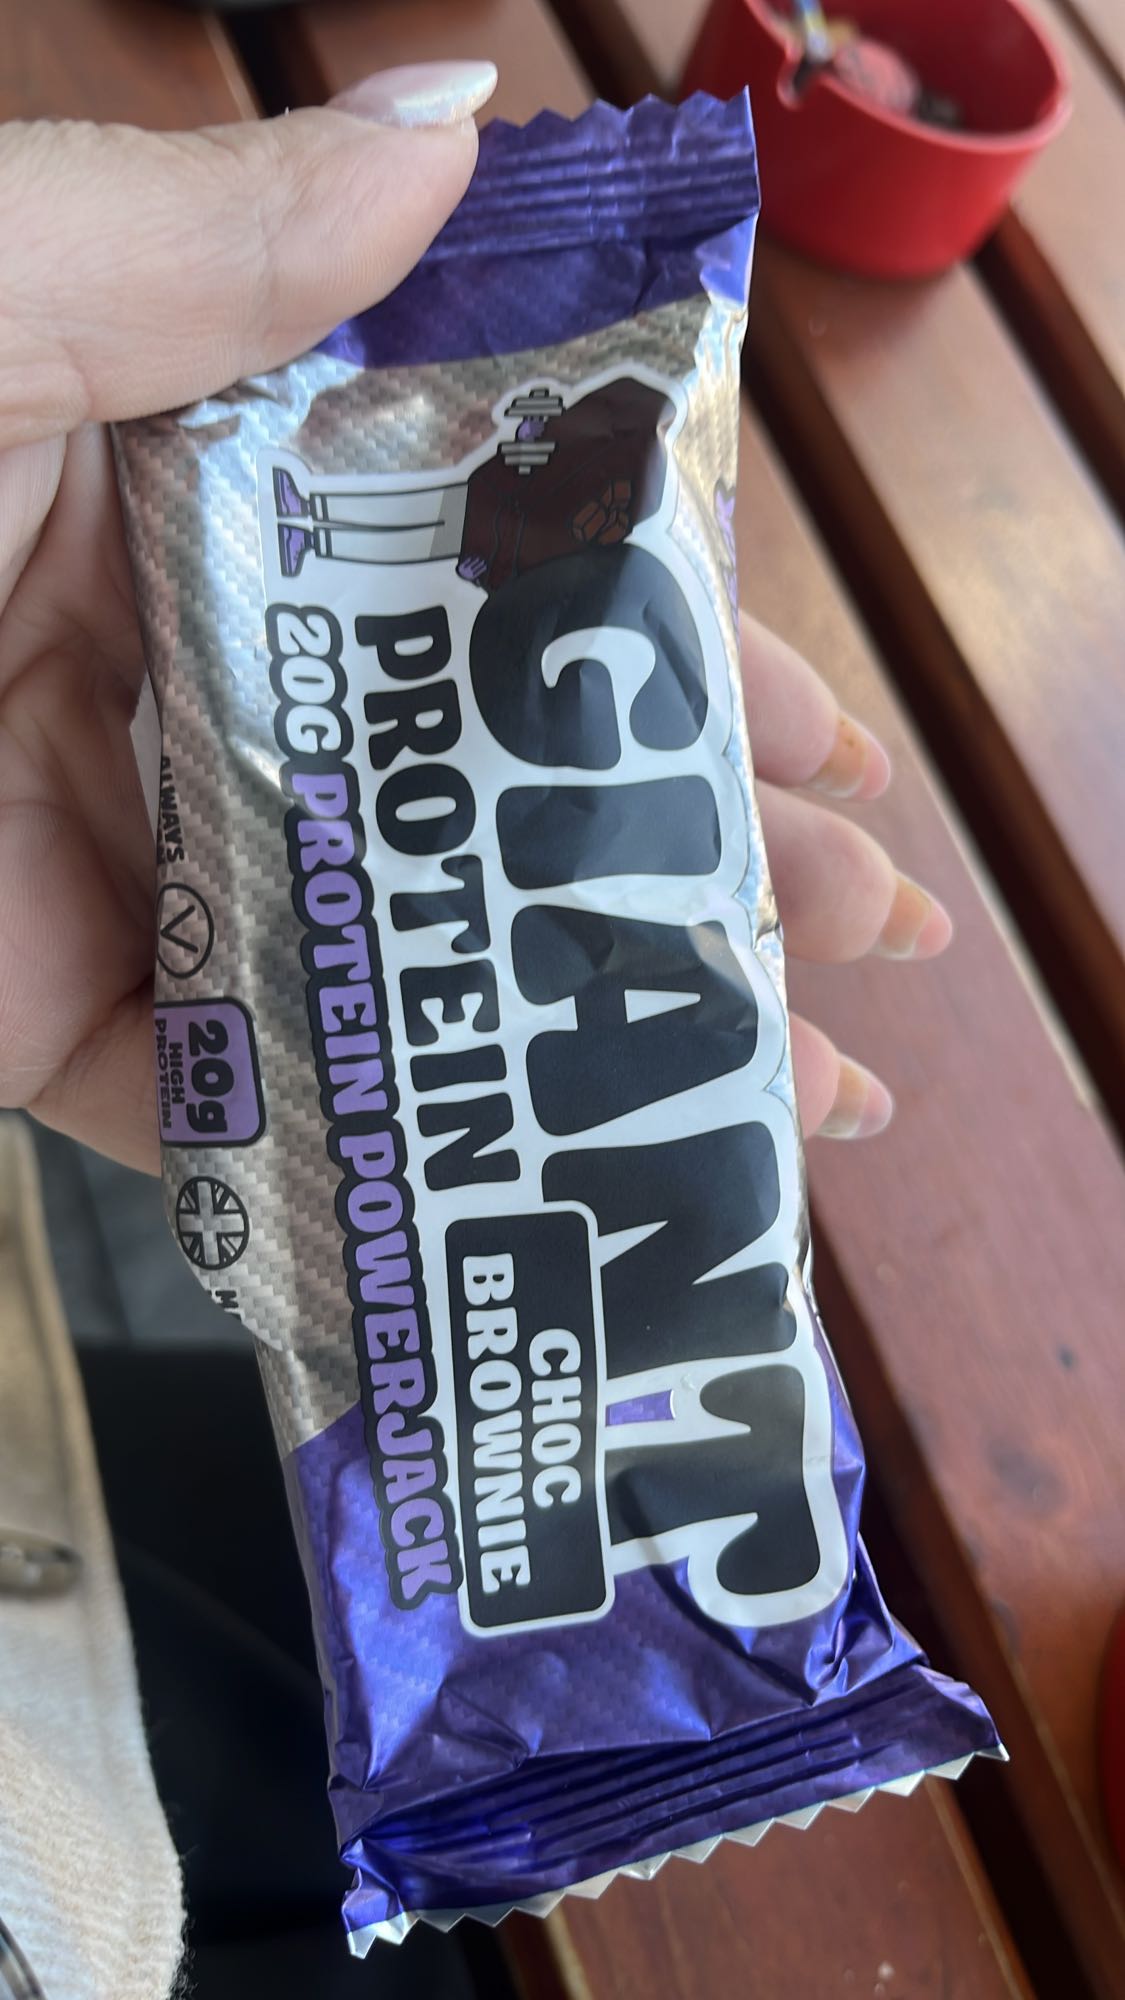 GIANT
PROTEIN
CHOC
BROWNIE
20G PROTEIN POWERJACK
ALWAYS
V
20g
HIGH
PROTEIN